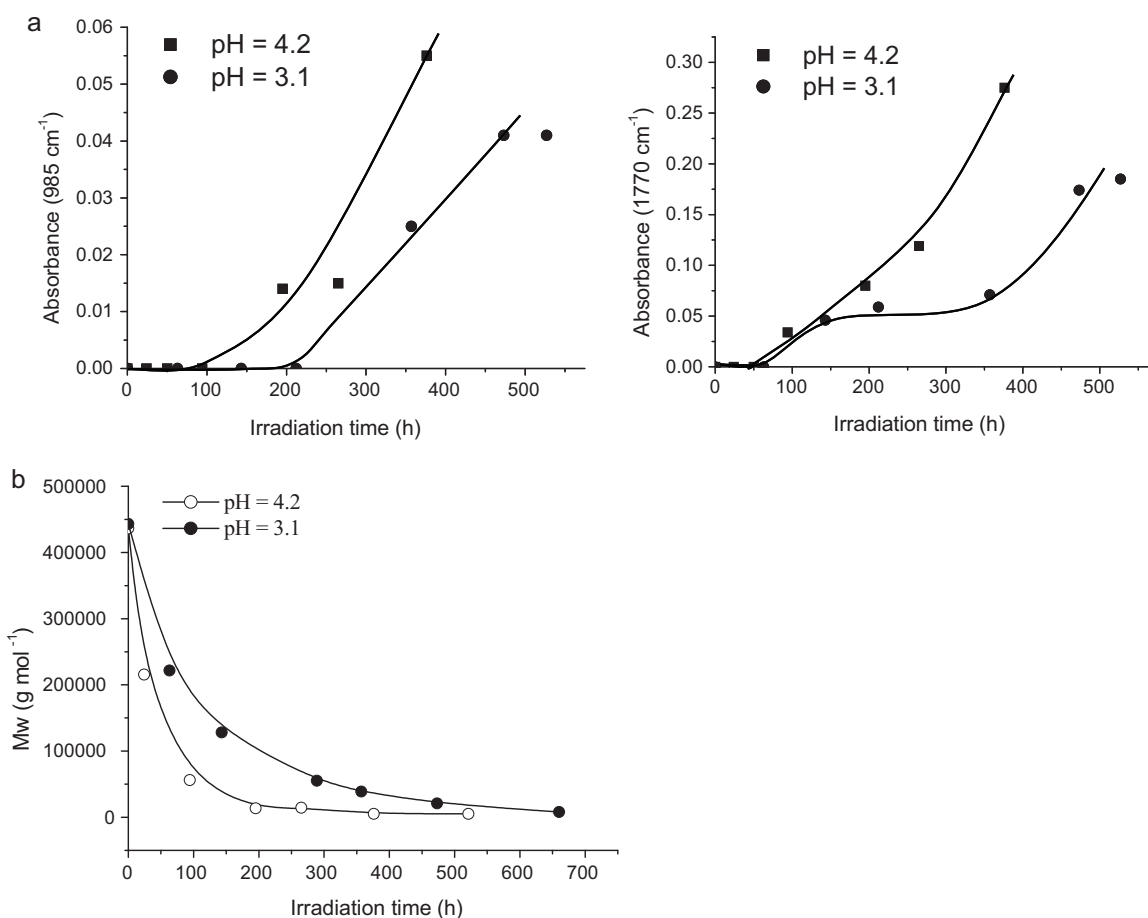 a
pH = 4.2
pH = 3.1
Absorbance (985 cm⁻¹)
0.06
0.05
0.04
0.03
0.02
0.01
0.00
0 100 200 300 400 500
Irradiation time (h)
pH = 4.2
pH = 3.1
Absorbance (1770 cm⁻¹)
0.30
0.25
0.20
0.15
0.10
0.05
0.00
0 100 200 300 400 500
Irradiation time (h)
b
pH = 4.2
pH = 3.1
Mw (g mol⁻¹)
500000
400000
300000
200000
100000
0
0 100 200 300 400 500 600 700
Irradiation time (h)